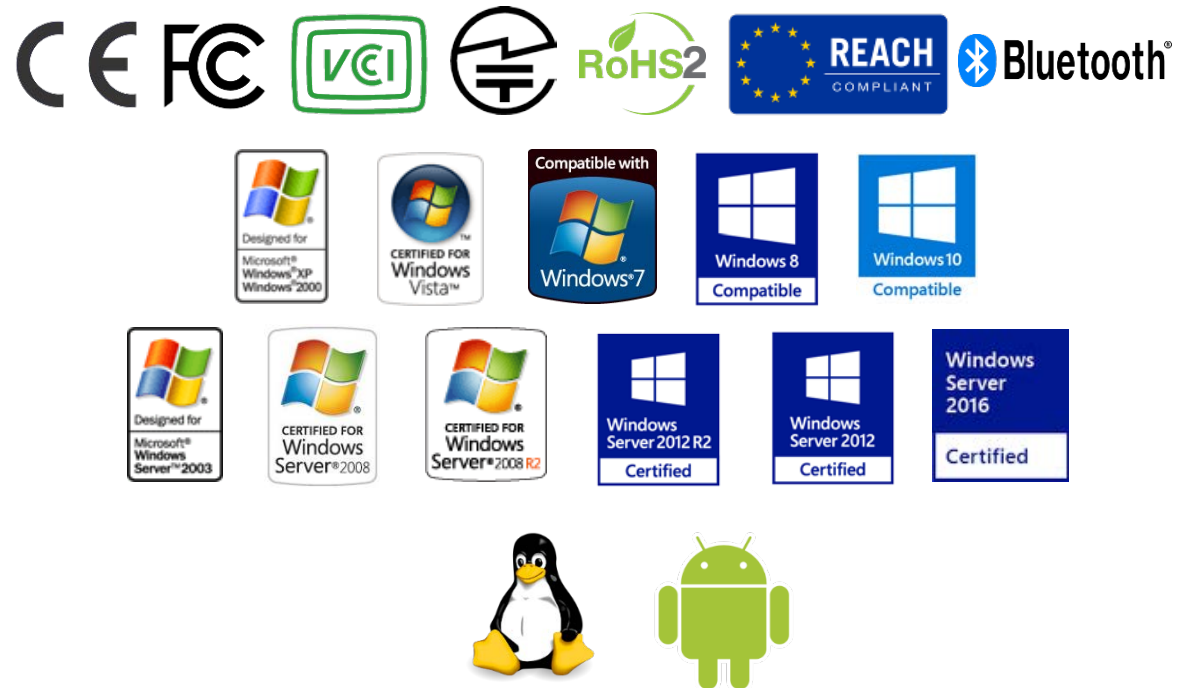 CE FC VCCI RoHS2 REACH COMPLIANT Bluetooth®
Designed for
Microsoft®
Windows®XP
Windows®2000
CERTIFIED FOR
Windows
Vista™
Compatible with
Windows®7
Windows 8
Compatible
Windows 10
Compatible
Designed for
Microsoft®
Windows
Server™2003
CERTIFIED FOR
Windows
Server®2008
CERTIFIED FOR
Windows
Server®2008 R2
Windows
Server 2012 R2
Certified
Windows
Server 2012
Certified
Windows
Server
2016
Certified